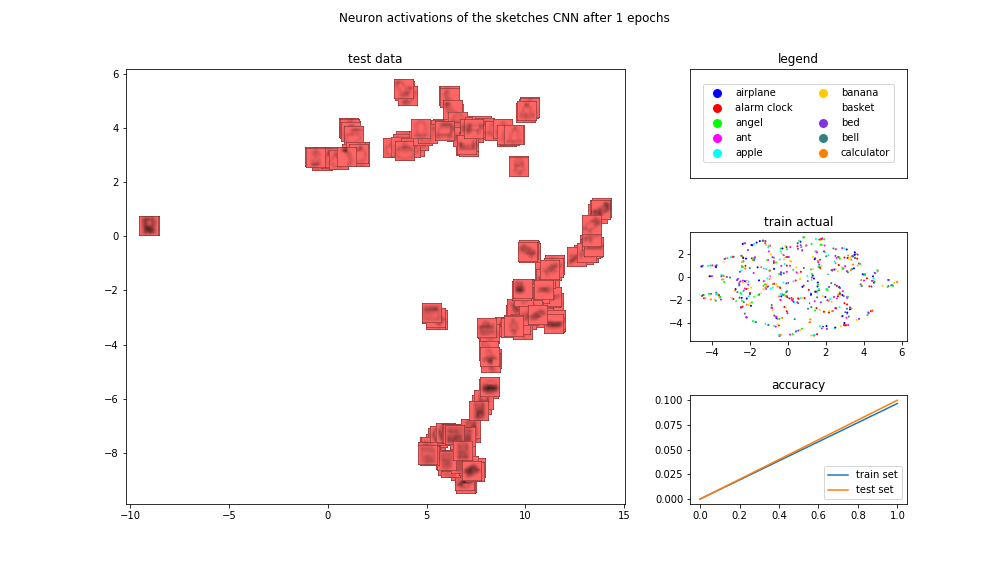 Neuron activations of the sketches CNN after 1 epochs
test data
6
4
2
0
−2
−4
−6
−8
−10
−5
0
5
10
15
legend
airplane
alarm clock
angel
ant
apple
banana
basket
bed
bell
calculator
train actual
2
0
−2
−4
−4
−2
0
2
4
6
accuracy
0.100
0.075
0.050
0.025
0.000
train set
test set
0.0
0.2
0.4
0.6
0.8
1.0